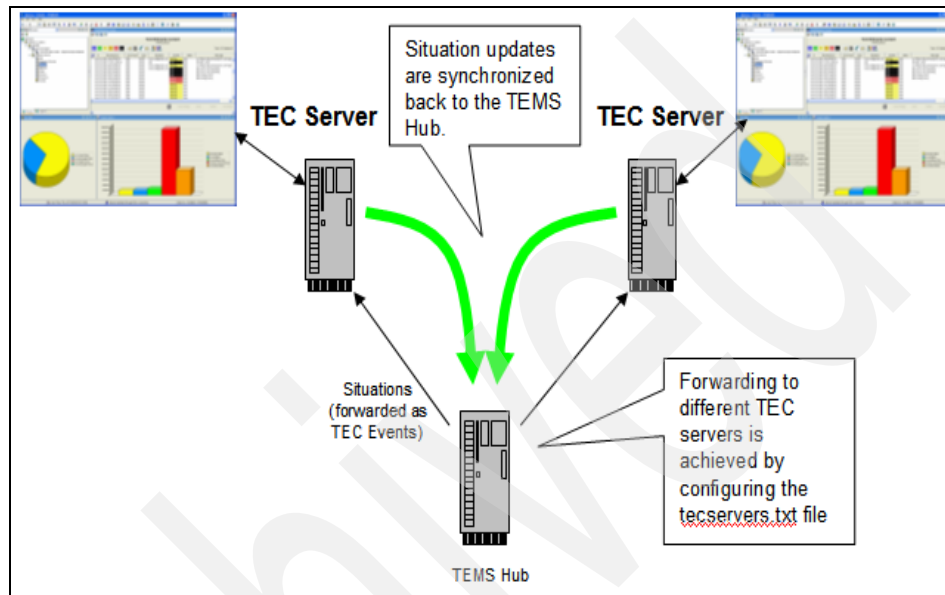 Situation updates
are synchronized
back to the TEMS
Hub.
TEC Server
TEC Server
Situations
(forwarded as
TEC Events)
Forwarding to
different TEC
servers is
achieved by
configuring the
tecservers.txt file
TEMS Hub
hived